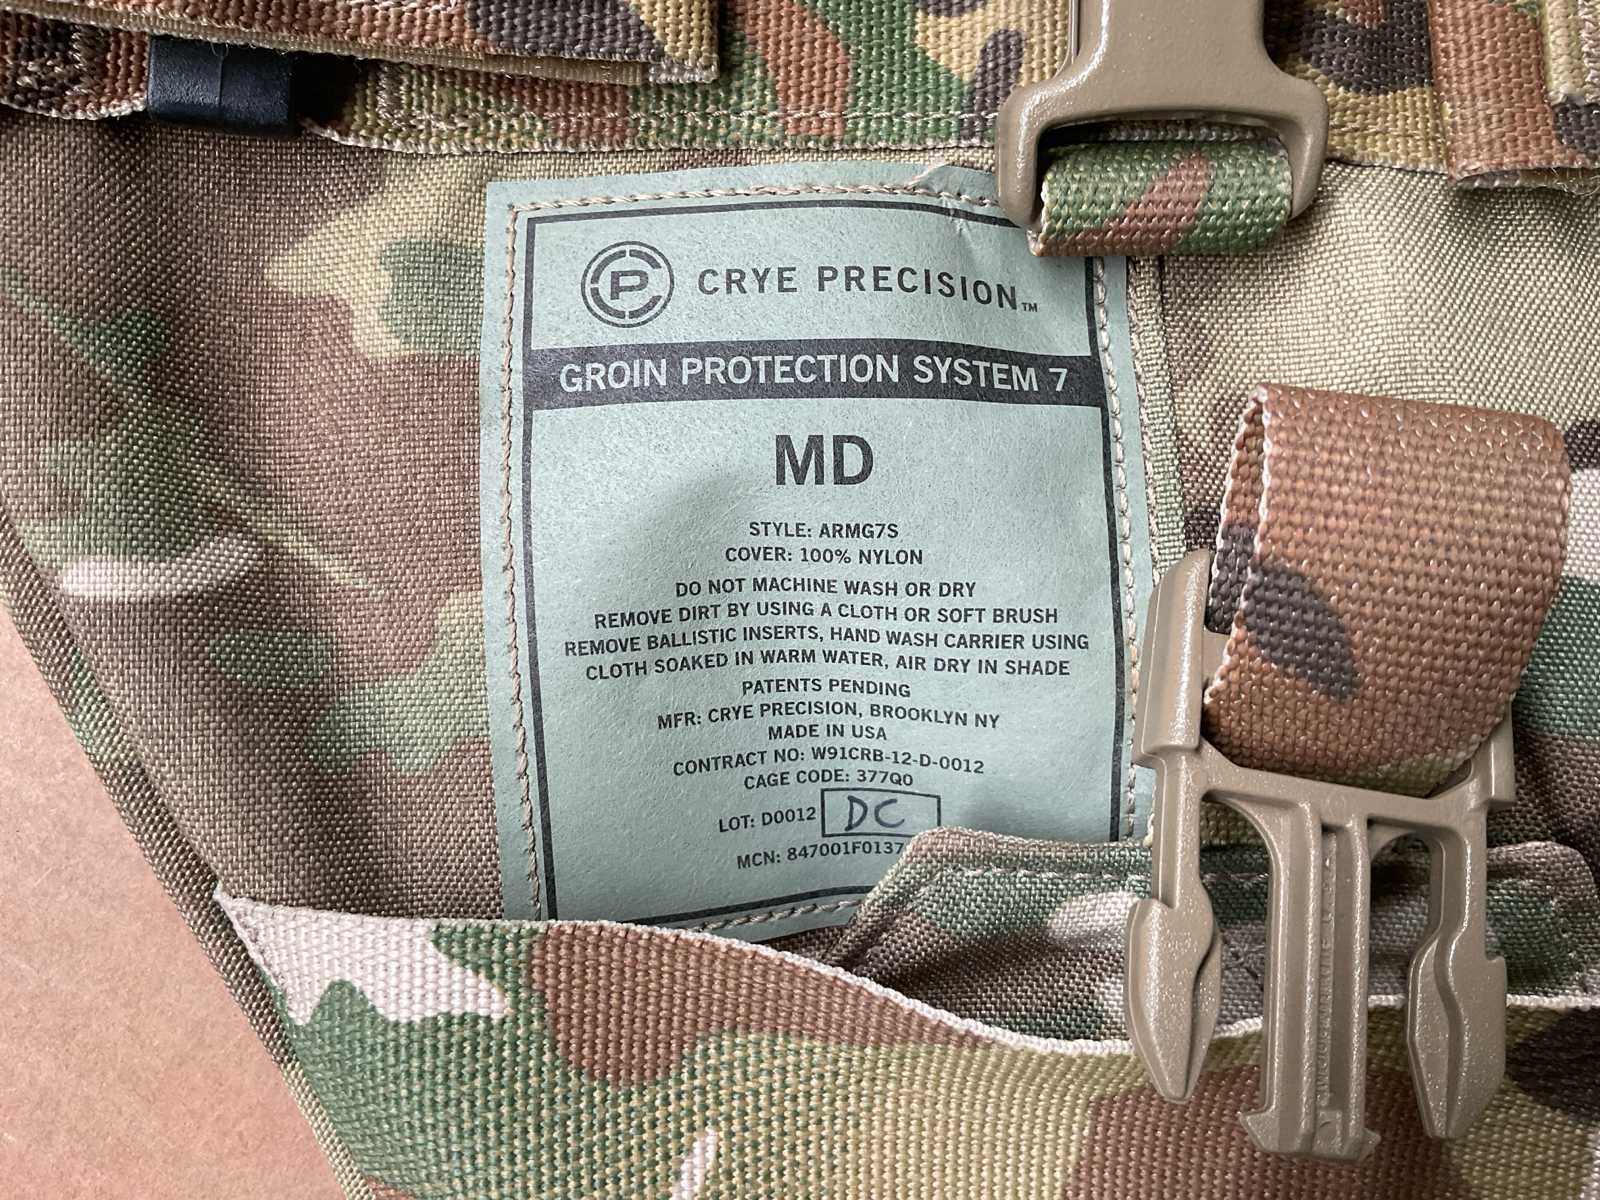 CP CRYE PRECISION™
GROIN PROTECTION SYSTEM 7
MD
STYLE: ARMG7S
COVER: 100% NYLON
DO NOT MACHINE WASH OR DRY
REMOVE DIRT BY USING A CLOTH OR SOFT BRUSH
REMOVE BALLISTIC INSERTS, HAND WASH CARRIER USING
CLOTH SOAKED IN WARM WATER, AIR DRY IN SHADE
PATENTS PENDING
MFR: CRYE PRECISION, BROOKLYN NY
MADE IN USA
CONTRACT NO: W91CRB-12-D-0012
CAGE CODE: 377Q0
LOT: D0012 DC
MCN: 847001F0137